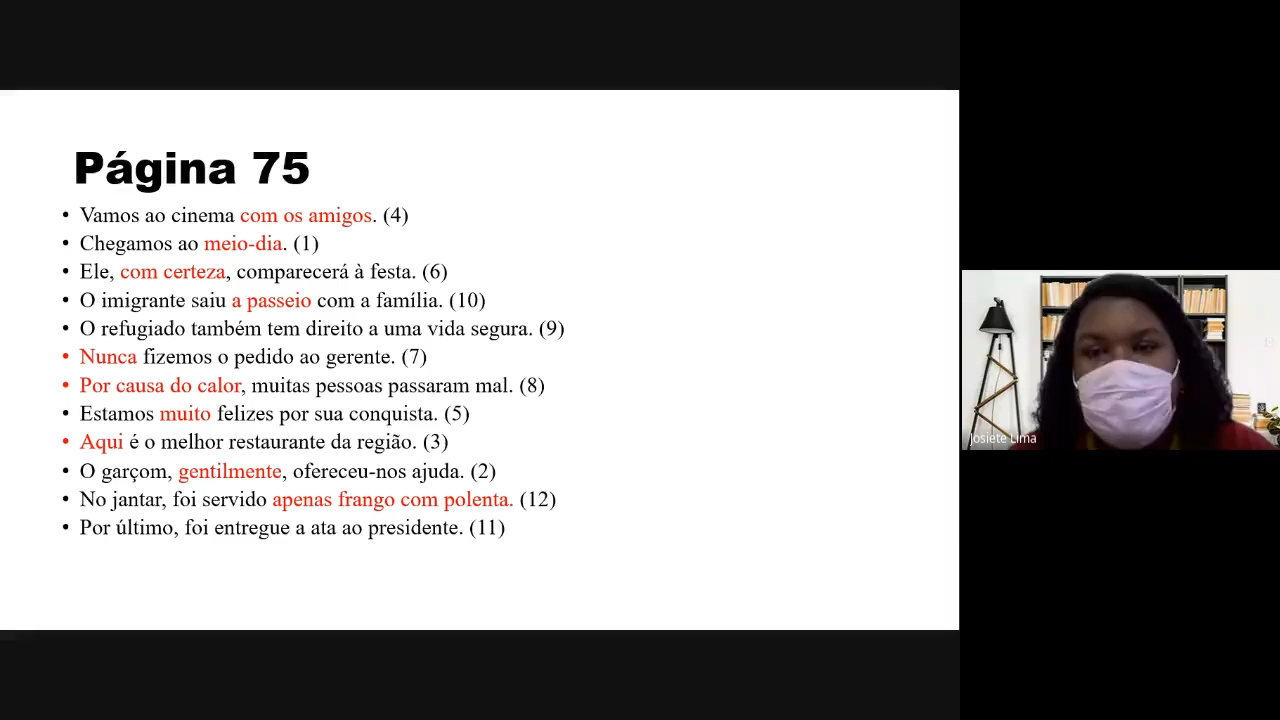 Página 75
• Vamos ao cinema com os amigos. (4)
• Chegamos ao meio-dia. (1)
• Ele, com certeza, comparecerá à festa. (6)
• O imigrante saiu a passeio com a família. (10)
• O refugiado também tem direito a uma vida segura. (9)
• Nunca fizemos o pedido ao gerente. (7)
• Por causa do calor, muitas pessoas passaram mal. (8)
• Estamos muito felizes por sua conquista. (5)
• Aqui é o melhor restaurante da região. (3)
• O garçom, gentilmente, ofereceu-nos ajuda. (2)
• No jantar, foi servido apenas frango com polenta. (12)
• Por último, foi entregue a ata ao presidente. (11)
Josiete Lima